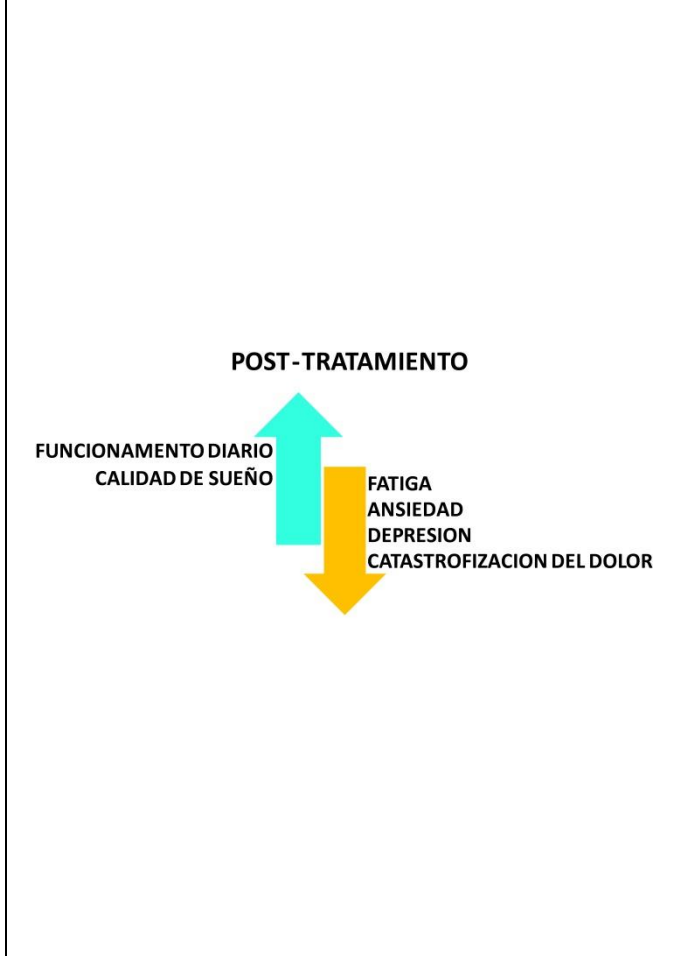 POST-TRATAMIENTO
FUNCIONAMENTO DIARIO
CALIDAD DE SUEÑO
FATIGA
ANSIEDAD
DEPRESION
CATASTROFIZACION DEL DOLOR